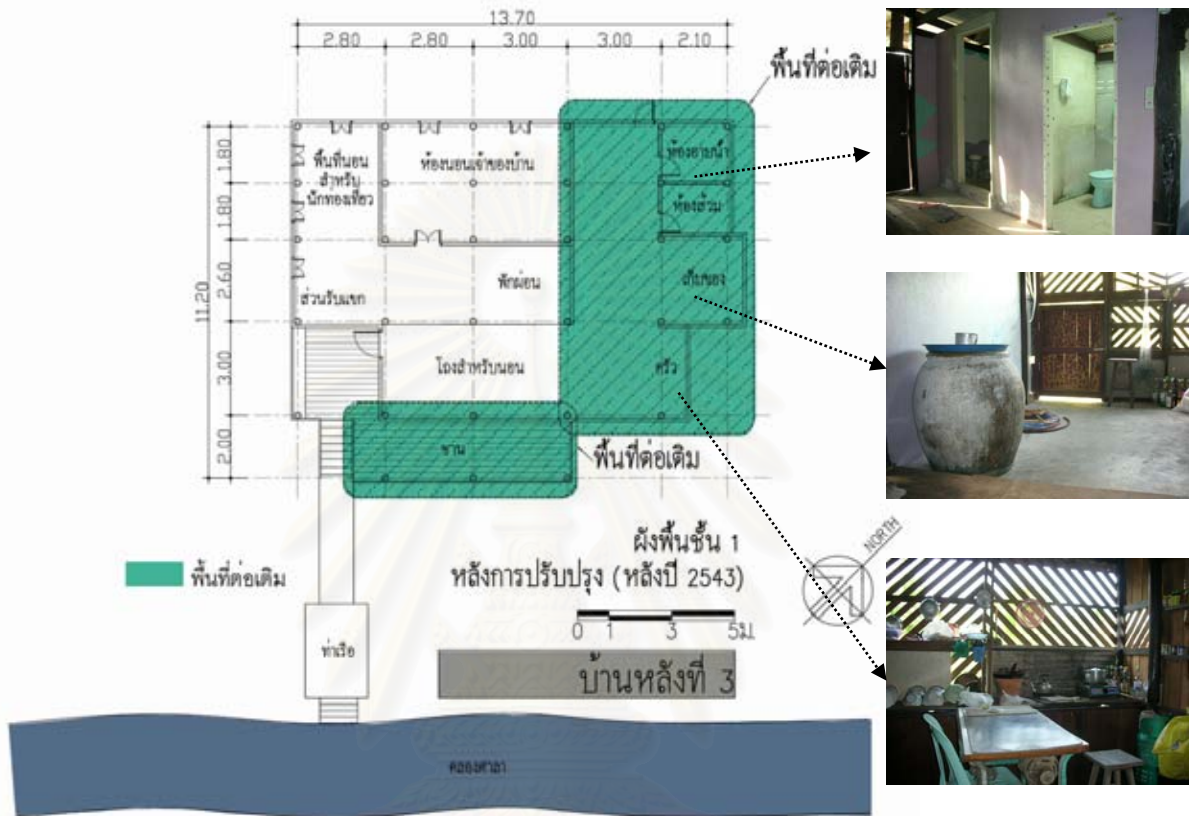 13.70
2.80 2.80 3.00 3.00 2.10
พื้นที่ต่อเติม
11.20
1.80
1.80
2.60
3.00
2.00
พื้นที่นอน
สำหรับ
นักท่องเที่ยว
ห้องนอนเจ้าของบ้าน
ห้องอาบน้ำ
ห้องส้วม
ส่วนรับแขก
พักผ่อน
เก็บของ
โถงสำหรับนอน
ครัว
ชาน
พื้นที่ต่อเติม
พื้นที่ต่อเติม
ผังพื้นชั้น 1
หลังการปรับปรุง (หลังปี 2543)
NORTH
0 1 3 5ม.
ท่าเรือ
บ้านหลังที่ 3
คลองศาลา